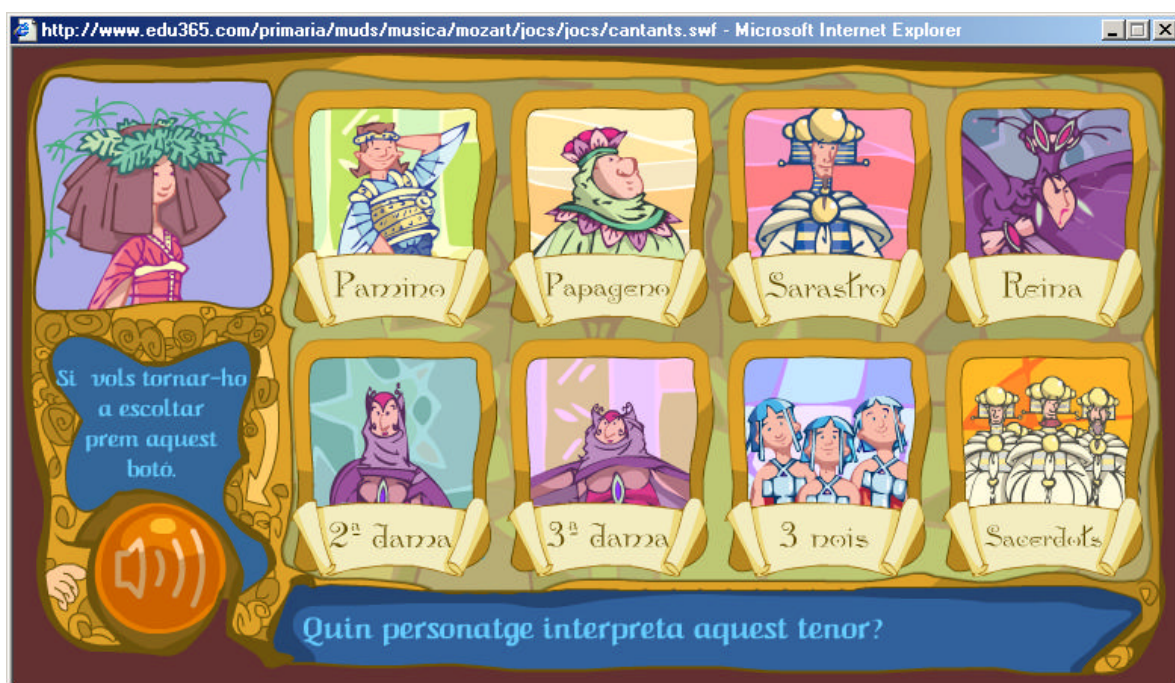 http://www.edu365.com/primaria/muds/musica/mozart/jocs/jocs/cantants.swf - Microsoft Internet Explorer
Pamino
Papageno
Sarastro
Reina
Si vols tornar-ho
a escoltar
prem aquest
botó.
2ª dama
3ª dama
3 nois
Sacerdots
Quin personatge interpreta aquest tenor?